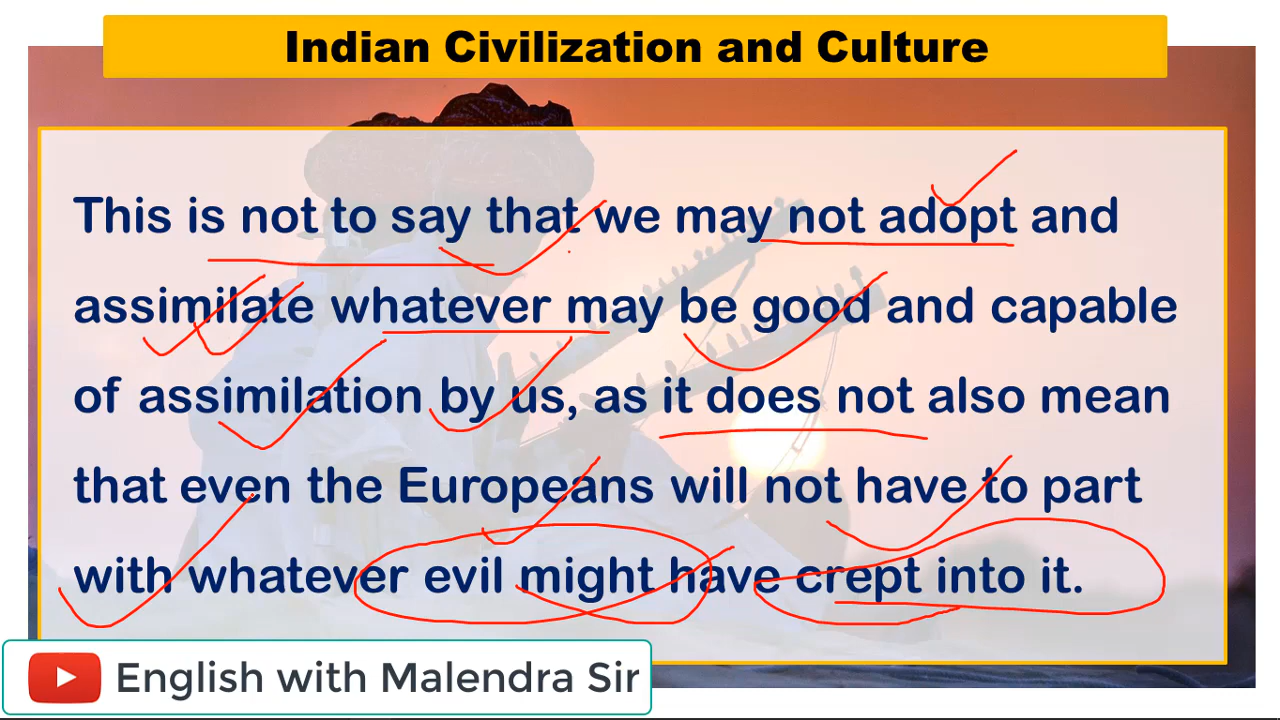 Indian Civilization and Culture
This is not to say that we may not adopt and
assimilate whatever may be good and capable
of assimilation by us, as it does not also mean
that even the Europeans will not have to part
with whatever evil might have crept into it.
English with Malendra Sir